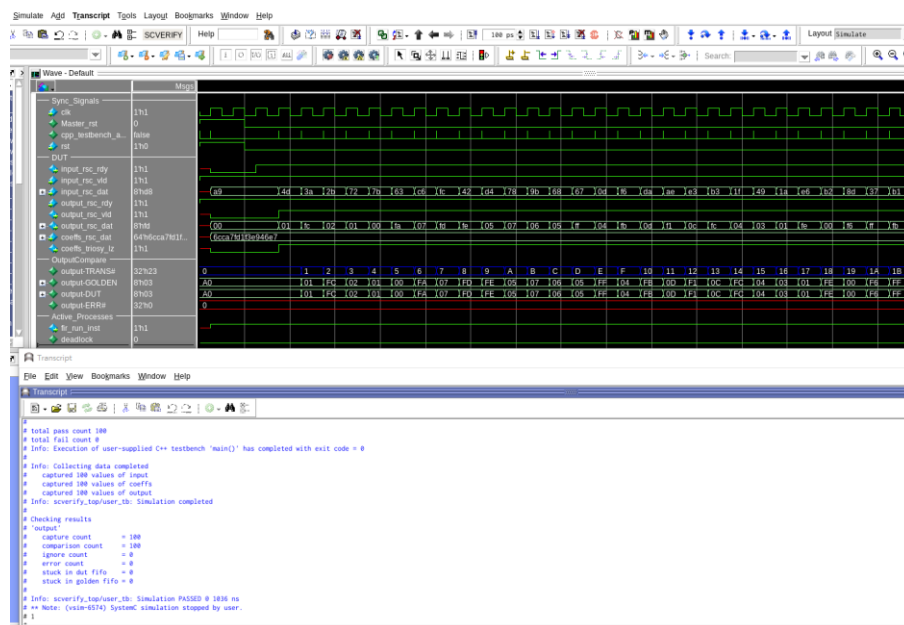 Simulate Add Transcript Tools Layout Bookmarks Window Help
SCVERIFY Help 100 ps Layout Simulate
Search:
Wave - Default
Msgs
Sync_Signals
clk 1'h1
Master_rst 0
cpp_testbench_a... false
rst 1'h0
DUT
input_rsc_rdy 1'h1
input_rsc_vld 1'h1
input_rsc_dat 8'hd8 a9 4d 3a 2b 72 7b 63 c6 fc 42 d4 78 9b 68 67 0d f6 da ae e3 b3 1f 49 1a e6 b2 8d 37 b1
output_rsc_rdy 1'h1
output_rsc_vld 1'h1
output_rsc_dat 8'hfd 00 01 fc 02 01 00 fa 07 fd fe 05 07 06 05 ff 04 fb 0d f1 0c fc 04 03 01 fe 00 f6 ff fb
coeffs_rsc_dat 64'h6cca7fd1f... 6cca7fd1f3e946e7
coeffs_triosy_lz 1'h1
OutputCompare
output-TRANS# 32'h23 0 1 2 3 4 5 6 7 8 9 A B C D E F 10 11 12 13 14 15 16 17 18 19 1A 1B
output-GOLDEN 8'h03 A0 01 FC 02 01 00 FA 07 FD FE 05 07 06 05 FF 04 FB 0D F1 0C FC 04 03 01 FE 00 F6 FF
output-DUT 8'h03 A0 01 FC 02 01 00 FA 07 FD FE 05 07 06 05 FF 04 FB 0D F1 0C FC 04 03 01 FE 00 F6 FF
output-ERR# 32'h0 0
Active_Processes
fir_run_inst 1'h1
deadlock 0
Transcript
File Edit View Bookmarks Window Help
Transcript
#
# total pass count 100
# total fail count 0
# Info: Execution of user-supplied C++ testbench 'main()' has completed with exit code = 0
#
# Info: Collecting data completed
# captured 100 values of input
# captured 100 values of coeffs
# captured 100 values of output
# Info: scverify_top/user_tb: Simulation completed
#
# Checking results
# 'output'
# capture count = 100
# comparison count = 100
# ignore count = 0
# error count = 0
# stuck in dut fifo = 0
# stuck in golden fifo = 0
#
# Info: scverify_top/user_tb: Simulation PASSED @ 1036 ns
# ** Note: (vsim-6574) SystemC simulation stopped by user.
# 1